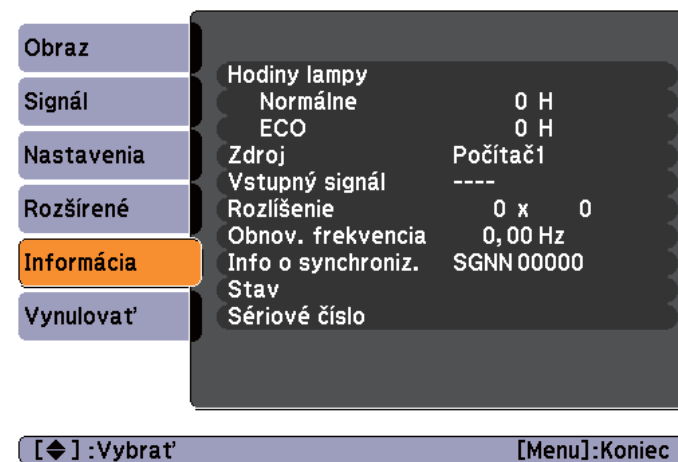 Obraz
Signál
Nastavenia
Rozšírené
Informácia
Vynulovať
Hodiny lampy
Normálne 0 H
ECO 0 H
Zdroj Počítač1
Vstupný signál ----
Rozlíšenie 0 x 0
Obnov. frekvencia 0,00 Hz
Info o synchroniz. SGNN 00000
Stav
Sériové číslo
[◆] :Vybrať [Menu]:Koniec